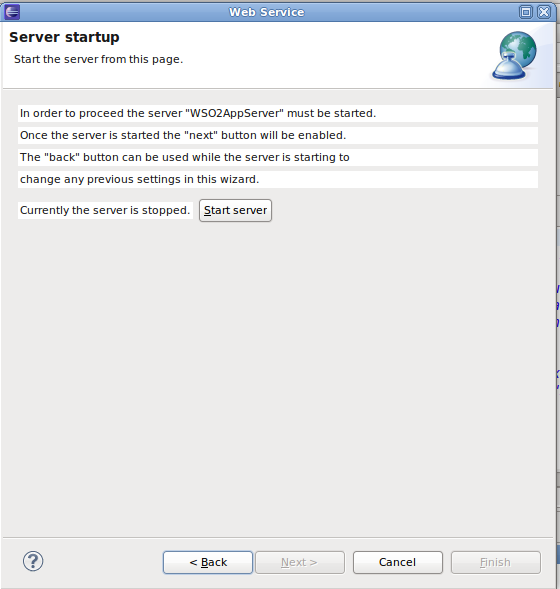 Web Service
Server startup
Start the server from this page.
In order to proceed the server "WSO2AppServer" must be started.
Once the server is started the "next" button will be enabled.
The "back" button can be used while the server is starting to
change any previous settings in this wizard.
Currently the server is stopped. Start server
? < Back Next > Cancel Finish